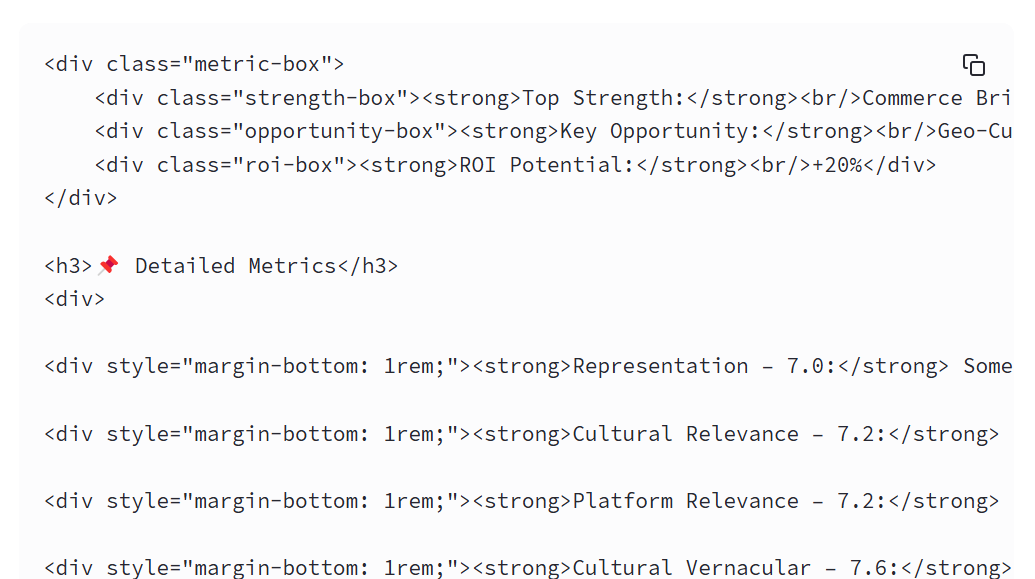 <div class="metric-box">
<div class="strength-box"><strong>Top Strength:</strong><br/>Commerce Bri
<div class="opportunity-box"><strong>Key Opportunity:</strong><br/>Geo-Cu
<div class="roi-box"><strong>ROI Potential:</strong><br/>+20%</div>
</div>
<h3>📌 Detailed Metrics</h3>
<div>
<div style="margin-bottom: 1rem;"><strong>Representation – 7.0:</strong> Some
<div style="margin-bottom: 1rem;"><strong>Cultural Relevance – 7.2:</strong>
<div style="margin-bottom: 1rem;"><strong>Platform Relevance – 7.2:</strong>
<div style="margin-bottom: 1rem;"><strong>Cultural Vernacular – 7.6:</strong>